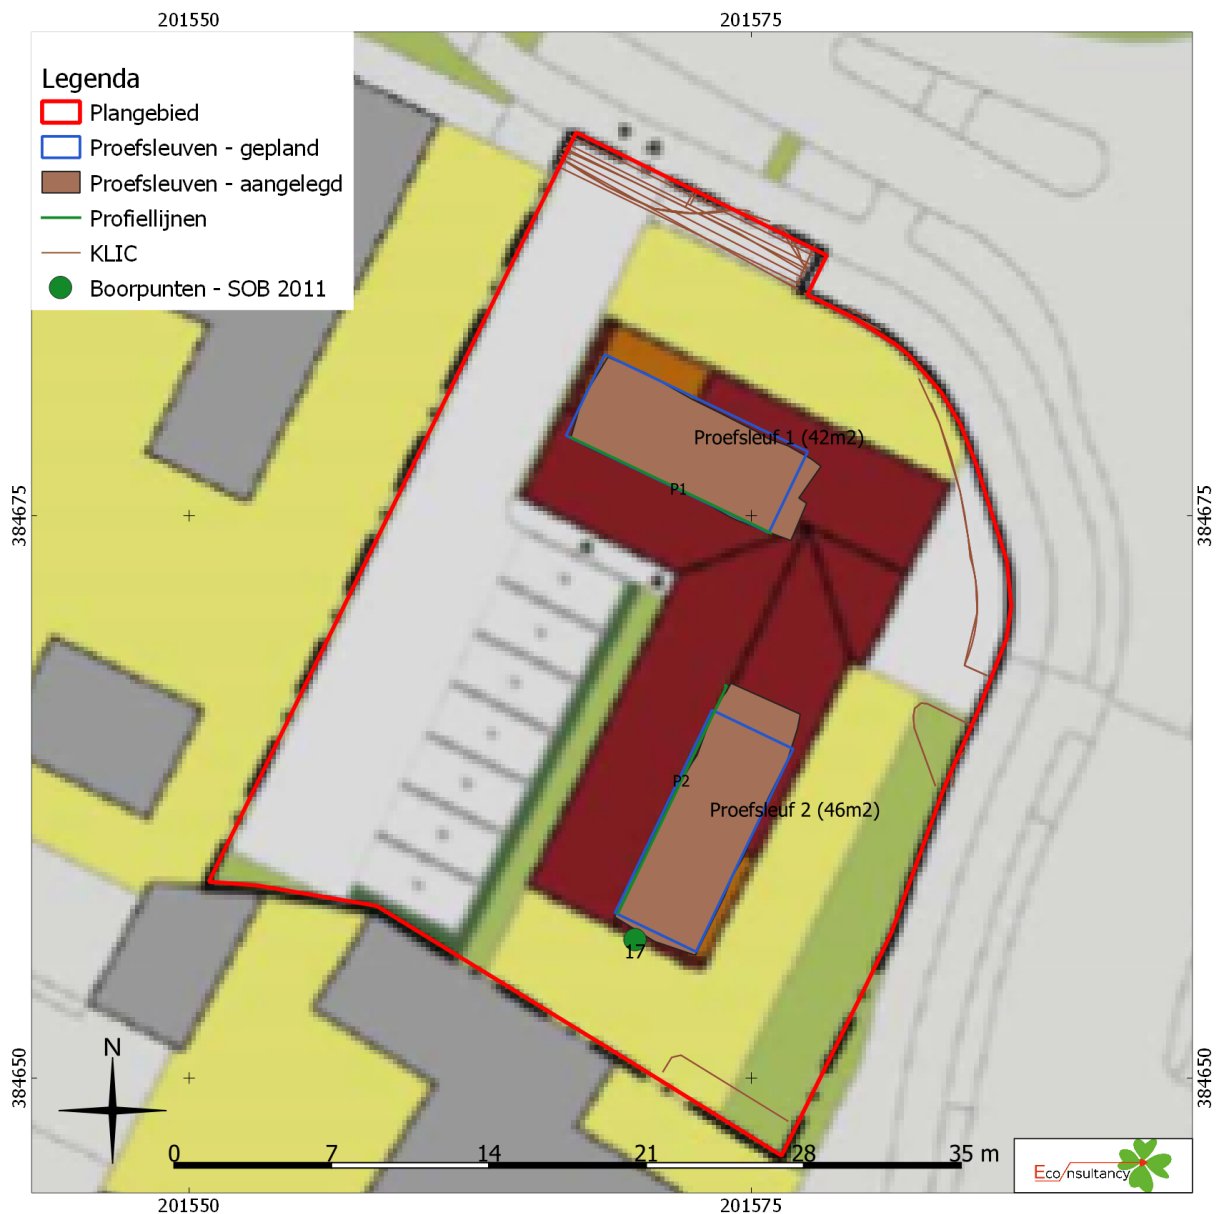 201550
201575
Legenda
Plangebied
Proefsleuven - gepland
Proefsleuven - aangelegd
Profiellijnen
KLIC
Boorpunten - SOB 2011
Proefsleuf 1 (42m2)
P1
384675
384675
P2
Proefsleuf 2 (46m2)
17
N
384650
384650
0 7 14 21 28 35 m
Econsultancy
201550
201575